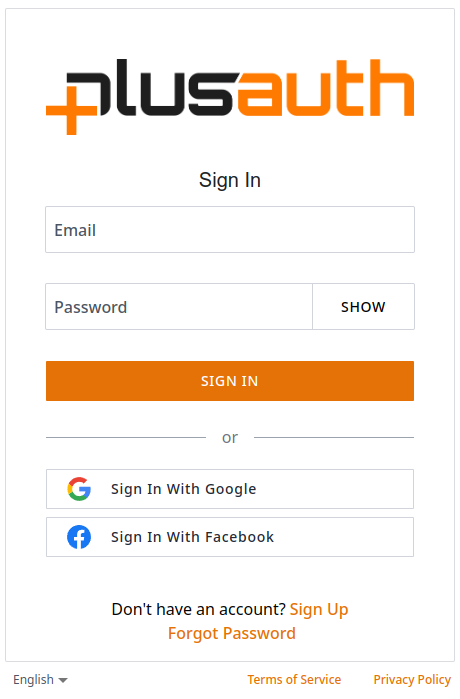 plusauth
Sign In
Email
Password SHOW
SIGN IN
or
Sign In With Google
Sign In With Facebook
Don't have an account? Sign Up
Forgot Password
English Terms of Service Privacy Policy